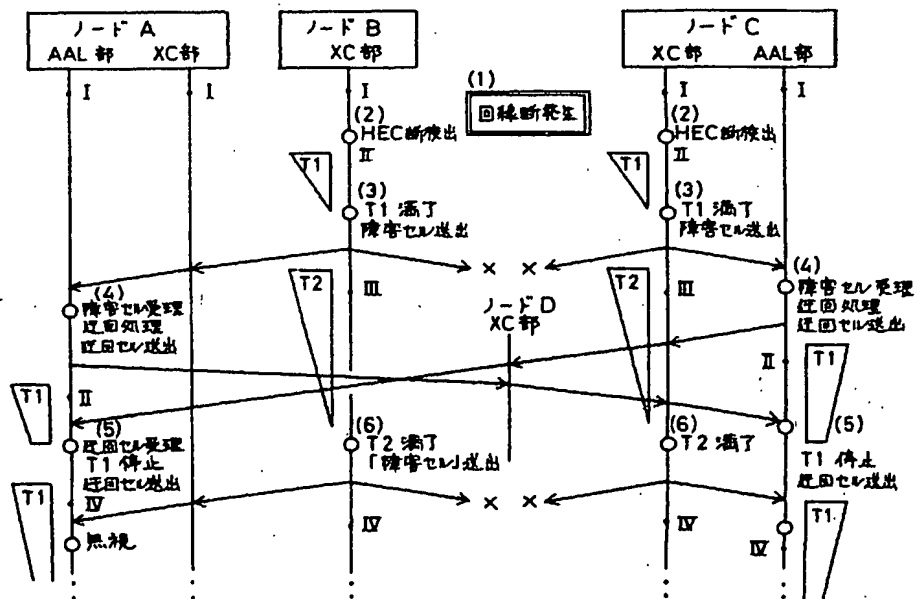 ノード A
AAL 部 XC部
ノード B
XC部
ノード C
XC部 AAL部
I
I
I
(1)
回線断発生
I
I
(2)
HEC断検出
II
(2)
HEC断検出
II
T1
T1
(3)
T1 満了
障害セル送出
(3)
T1 満了
障害セル送出
× ×
(4)
障害セル受理
迂回処理
迂回セル送出
T2
III
ノードD
XC部
T2
III
(4)
障害セル受理
迂回処理
迂回セル送出
T1
II
II
T1
(5)
迂回セル受理
T1 停止
迂回セル送出
(6)
T2 満了
「障害セル」送出
(6)
T2 満了
(5)
T1 停止
迂回セル送出
T1
IV
無視
× ×
IV
IV
T1
IV